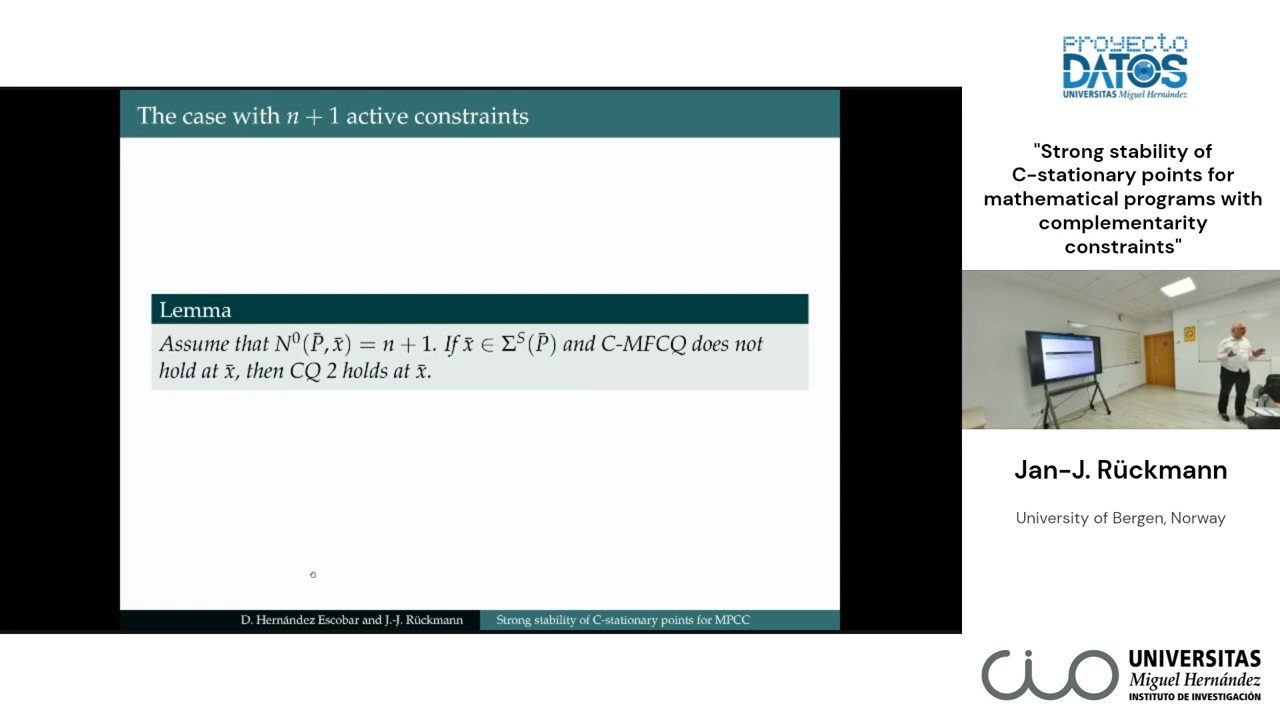 The case with n + 1 active constraints
Lemma
Assume that N⁰(P̄, x̄) = n + 1. If x̄ ∈ Σˢ(P̄) and C-MFCQ does not
hold at x̄, then CQ 2 holds at x̄.
D. Hernández Escobar and J.-J. Rückmann
Strong stability of C-stationary points for MPCC
PROYECTO
DATOS
UNIVERSITAS Miguel Hernández
"Strong stability of
C-stationary points for
mathematical programs with
complementarity
constraints"
Jan-J. Rückmann
University of Bergen, Norway
cio
UNIVERSITAS
Miguel Hernández
INSTITUTO DE INVESTIGACIÓN